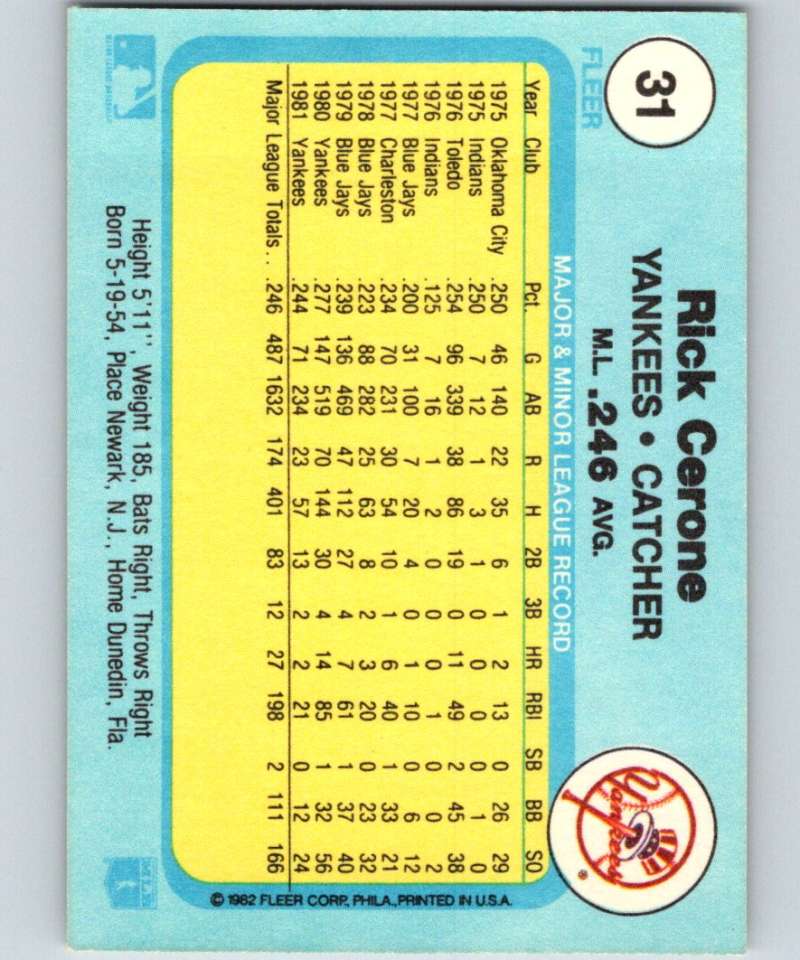 31
FLEER
Rick Cerone
YANKEES • CATCHER
M.L. .246 AVG.
Yankees
MAJOR & MINOR LEAGUE RECORD
Year Club Pct. G AB R H 2B 3B HR RBI SB BB SO
1975 Oklahoma City .250 46 140 22 35 6 1 2 13 0 26 29
1975 Indians .250 7 12 1 3 1 0 0 0 0 1 0
1976 Toledo .254 96 339 38 86 19 0 11 49 2 45 38
1976 Indians .125 7 16 1 2 0 0 0 1 0 0 2
1977 Blue Jays .200 31 100 7 20 4 0 1 10 0 6 12
1977 Charleston .234 70 231 30 54 10 1 6 40 1 33 21
1978 Blue Jays .223 88 282 25 63 8 2 3 20 0 23 32
1979 Blue Jays .239 136 469 47 112 27 4 7 61 1 37 40
1980 Yankees .277 147 519 70 144 30 4 14 85 1 32 56
1981 Yankees .244 71 234 23 57 13 2 2 21 0 12 24
Major League Totals . . .246 487 1632 174 401 83 12 27 198 2 111 166
© 1982 FLEER CORP., PHILA., PRINTED IN U.S.A.
Height 5'11'', Weight 185, Bats Right, Throws Right
Born 5-19-54, Place Newark, N.J., Home Dunedin, Fla.